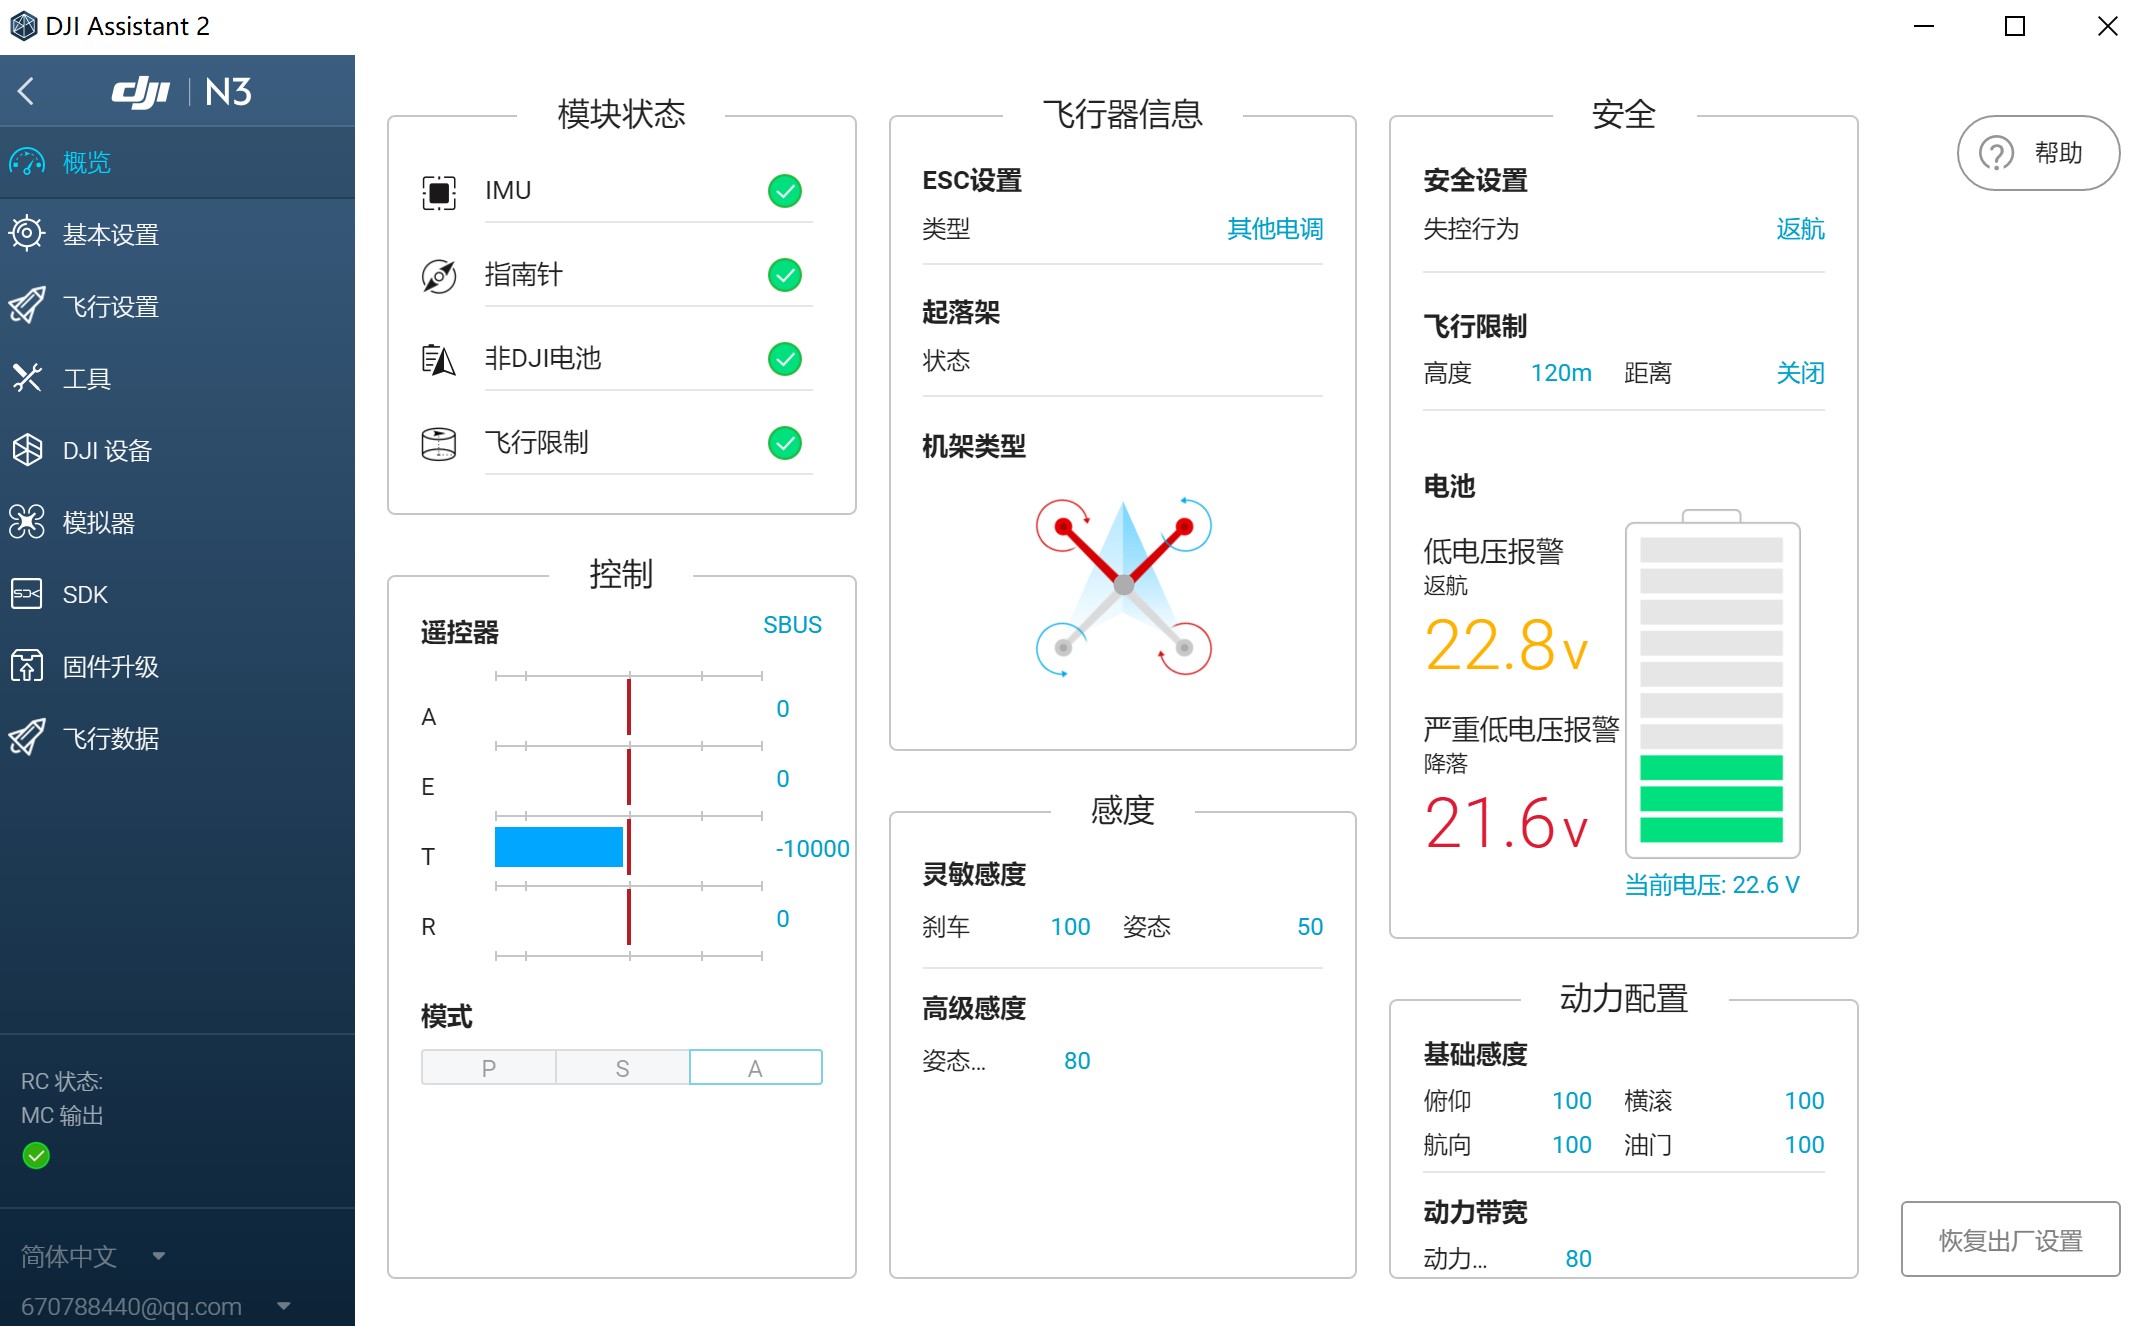 DJI Assistant 2
dji N3
概览
基本设置
飞行设置
工具
DJI 设备
模拟器
SDK
固件升级
飞行数据
RC 状态:
MC 输出
简体中文
670788440@qq.com
模块状态
IMU
指南针
非DJI电池
飞行限制
控制
遥控器 SBUS
A 0
E 0
T -10000
R 0
模式
P S A
飞行器信息
ESC设置
类型 其他电调
起落架
状态
机架类型
感度
灵敏感度
刹车 100 姿态 50
高级感度
姿态... 80
安全
安全设置
失控行为 返航
飞行限制
高度 120m 距离 关闭
电池
低电压报警
返航
22.8 v
严重低电压报警
降落
21.6 v
当前电压: 22.6 V
动力配置
基础感度
俯仰 100 横滚 100
航向 100 油门 100
动力带宽
动力... 80
帮助
恢复出厂设置